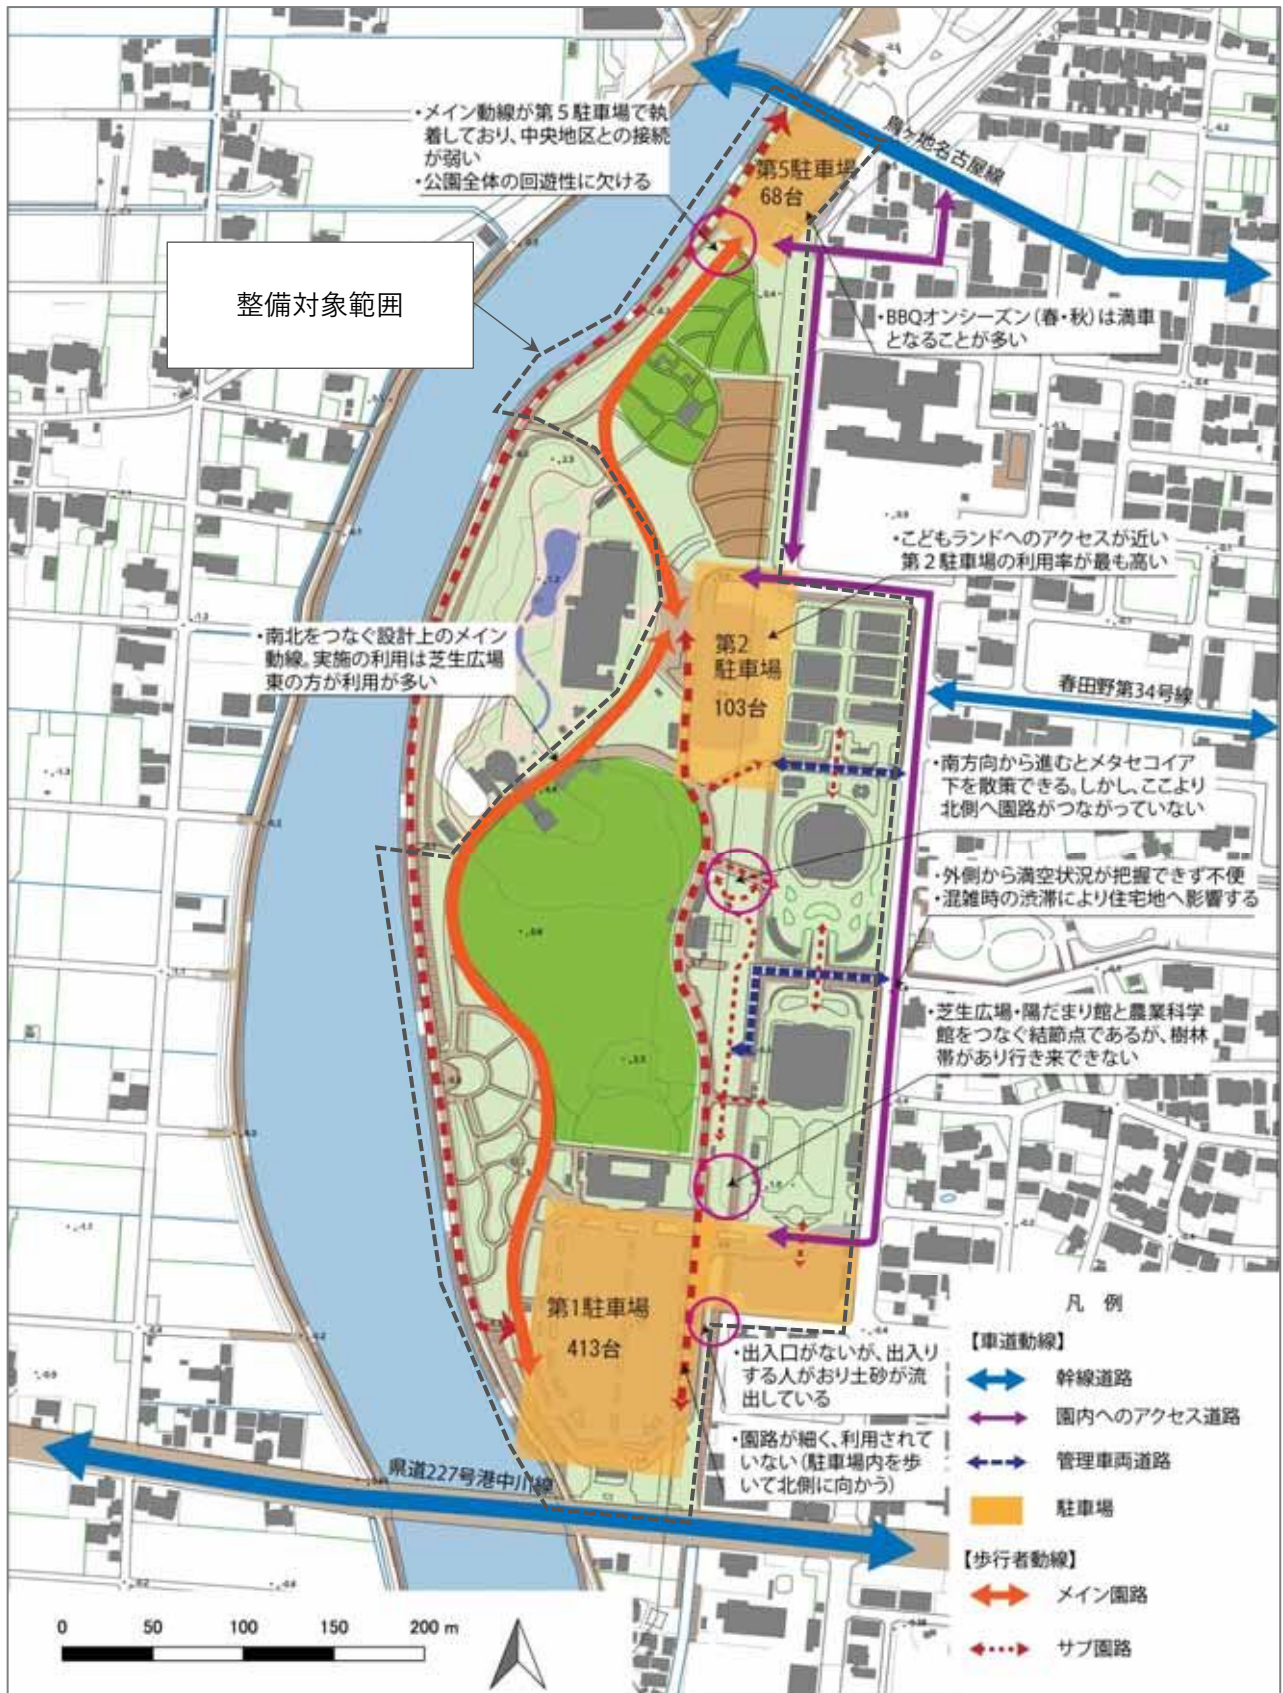 ・メイン動線が第5駐車場で執
着しており、中央地区との接続
が弱い
・公園全体の回遊性に欠ける
鳥ヶ地名古屋線
第5駐車場
68台
整備対象範囲
・BBQオンシーズン(春・秋)は満車
となることが多い
・こどもランドへのアクセスが近い
第2駐車場の利用率が最も高い
・南北をつなぐ設計上のメイン
動線。実施の利用は芝生広場
東の方が利用が多い
第2
駐車場
103台
春田野第34号線
・南方向から進むとメタセコイア
下を散策できる。しかし、ここより
北側へ園路がつながっていない
・外側から満空状況が把握できず不便
・混雑時の渋滞により住宅地へ影響する
・芝生広場・陽だまり館と農業科学
館をつなぐ結節点であるが、樹林
帯があり行き来できない
第1駐車場
413台
・出入口がないが、出入り
する人がおり土砂が流
出している
・園路が細く、利用されて
いない(駐車場内を歩
いて北側に向かう)
県道227号港中川線
凡 例
【車道動線】
幹線道路
園内へのアクセス道路
管理車両道路
駐車場
【歩行者動線】
メイン園路
サブ園路
0 50 100 150 200 m